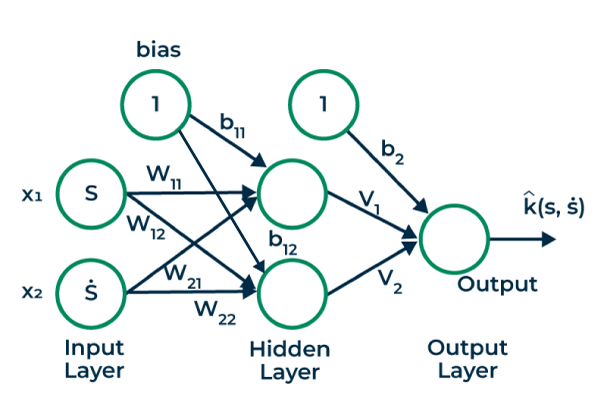 bias
1
1
b₁₁
b₂
x₁
S
W₁₁
V₁
k̂(s, ṡ)
W₁₂
b₁₂
x₂
Ṡ
W₂₁
W₂₂
V₂
Output
Input
Layer
Hidden
Layer
Output
Layer